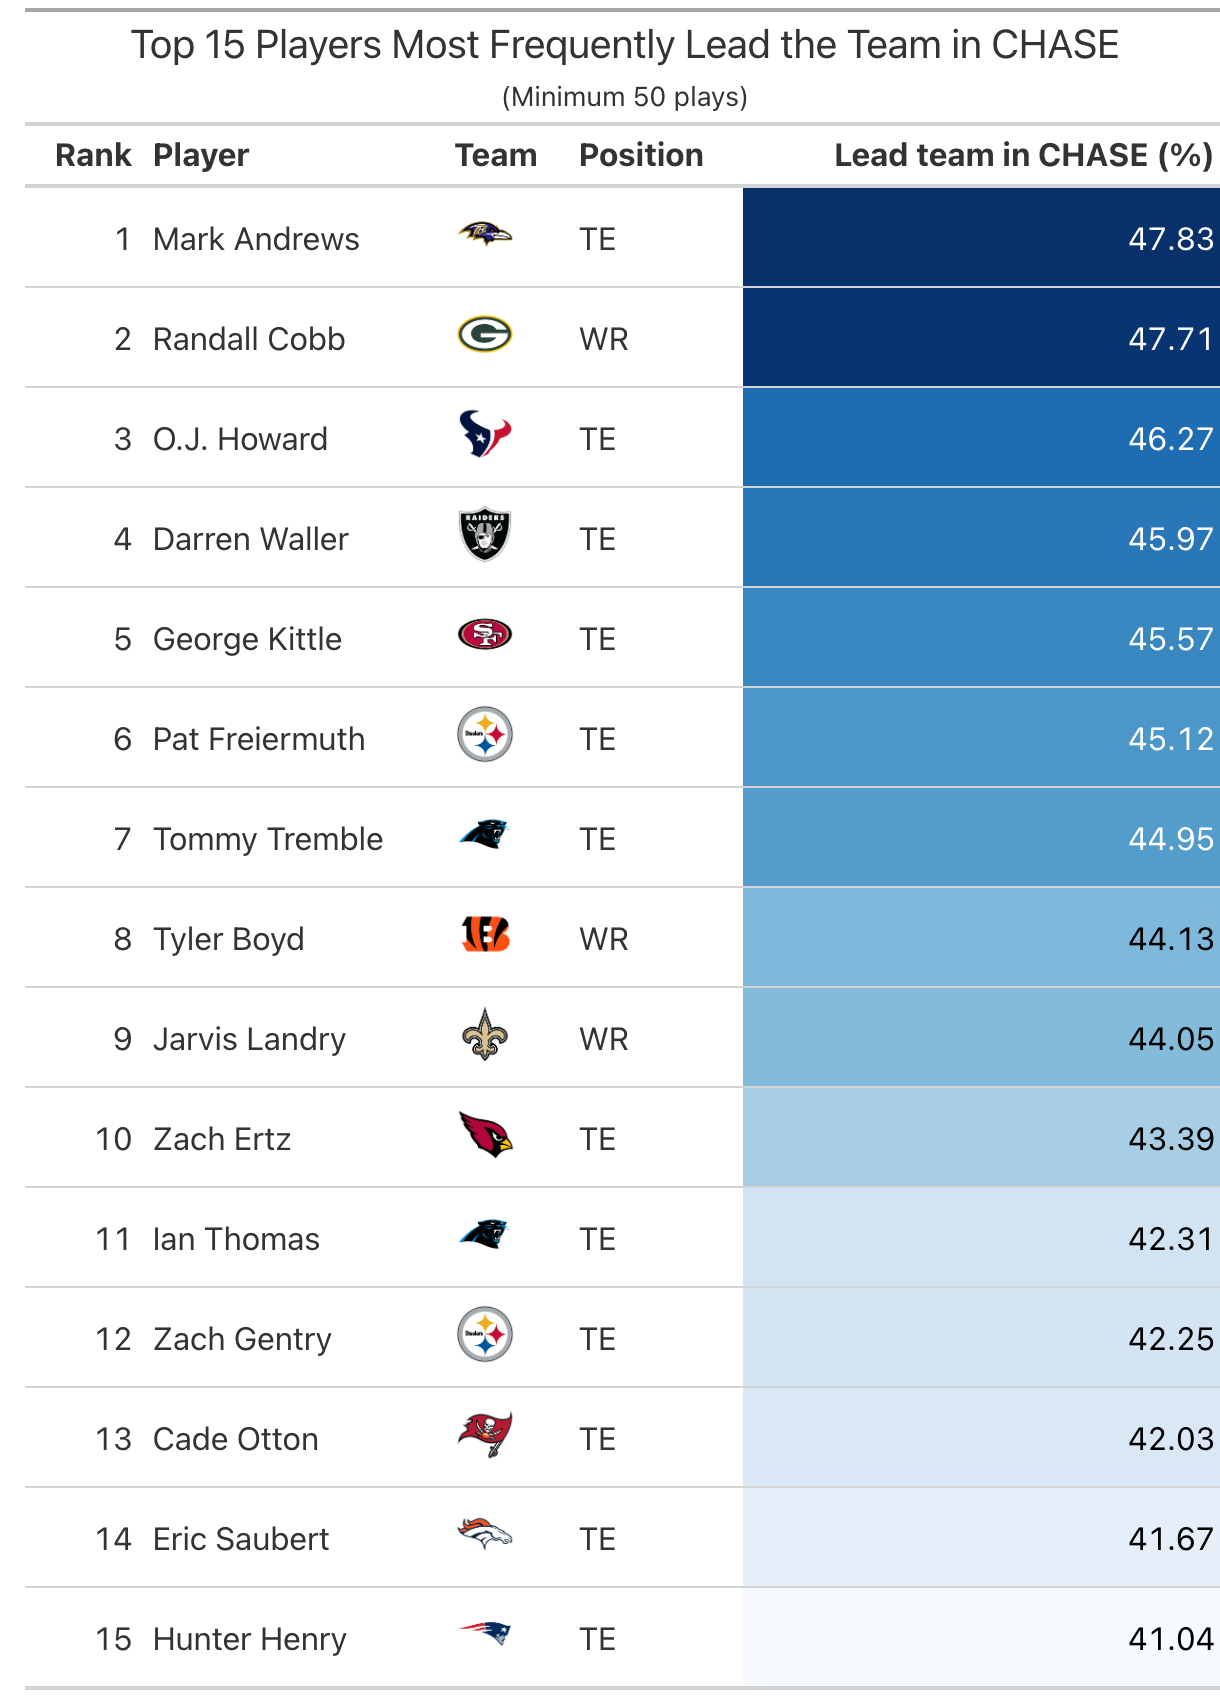 Top 15 Players Most Frequently Lead the Team in CHASE
(Minimum 50 plays)
Rank Player Team Position Lead team in CHASE (%)
1 Mark Andrews TE 47.83
2 Randall Cobb G WR 47.71
3 O.J. Howard TE 46.27
4 Darren Waller RAIDERS TE 45.97
5 George Kittle SF TE 45.57
6 Pat Freiermuth Steelers TE 45.12
7 Tommy Tremble TE 44.95
8 Tyler Boyd B WR 44.13
9 Jarvis Landry WR 44.05
10 Zach Ertz TE 43.39
11 Ian Thomas TE 42.31
12 Zach Gentry Steelers TE 42.25
13 Cade Otton TE 42.03
14 Eric Saubert TE 41.67
15 Hunter Henry TE 41.04